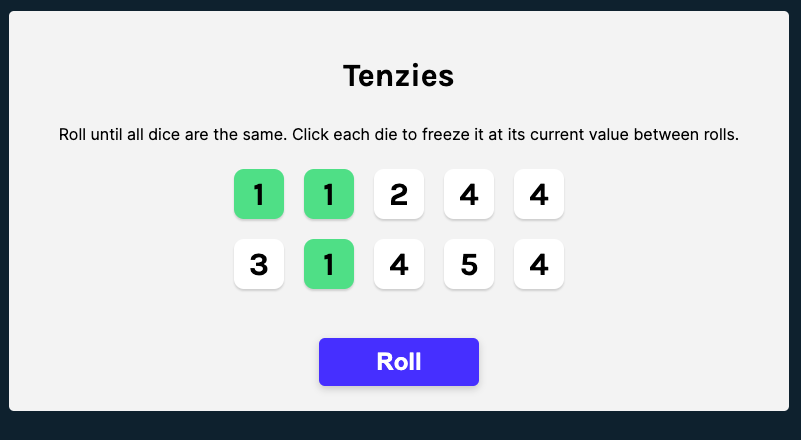 Tenzies
Roll until all dice are the same. Click each die to freeze it at its current value between rolls.
1 1 2 4 4
3 1 4 5 4
Roll